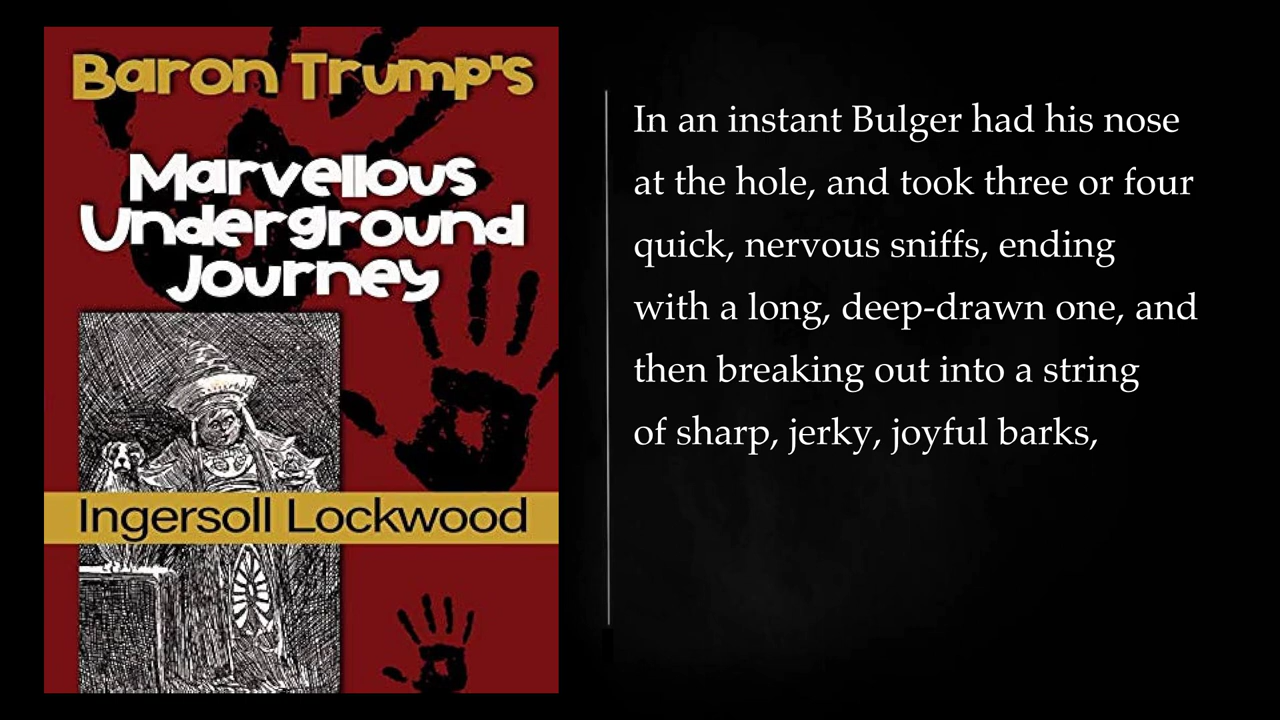 Baron Trump's
Marvellous
Underground
Journey
Ingersoll Lockwood
In an instant Bulger had his nose
at the hole, and took three or four
quick, nervous sniffs, ending
with a long, deep-drawn one, and
then breaking out into a string
of sharp, jerky, joyful barks,